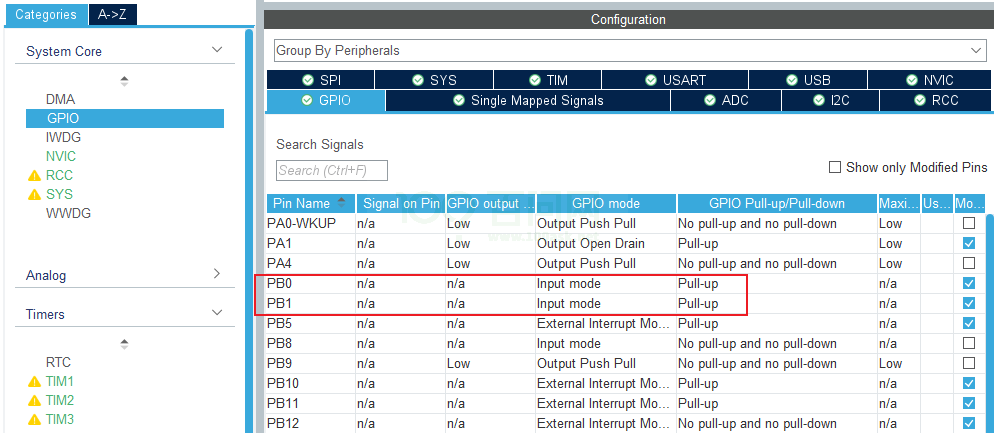 Categories
A->Z
System Core
DMA
GPIO
IWDG
NVIC
RCC
SYS
WWDG
Analog
Timers
RTC
TIM1
TIM2
TIM3
Configuration
Group By Peripherals
SPI SYS TIM USART USB NVIC
GPIO Single Mapped Signals ADC I2C RCC
Search Signals
Search (Ctrl+F)
Show only Modified Pins
Pin Name Signal on Pin GPIO output ... GPIO mode GPIO Pull-up/Pull-down Maxi... Us... Mo...
PA0-WKUP n/a Low Output Push Pull No pull-up and no pull-down Low
PA1 n/a Low Output Open Drain Pull-up Low
PA4 n/a Low Output Push Pull No pull-up and no pull-down Low
PB0 n/a n/a Input mode Pull-up n/a
PB1 n/a n/a Input mode Pull-up n/a
PB5 n/a n/a External Interrupt Mo... Pull-up n/a
PB8 n/a n/a Input mode No pull-up and no pull-down n/a
PB9 n/a Low Output Push Pull No pull-up and no pull-down Low
PB10 n/a n/a External Interrupt Mo... Pull-up n/a
PB11 n/a n/a External Interrupt Mo... Pull-up n/a
PB12 n/a n/a External Interrupt Mo... No pull-up and no pull-down n/a